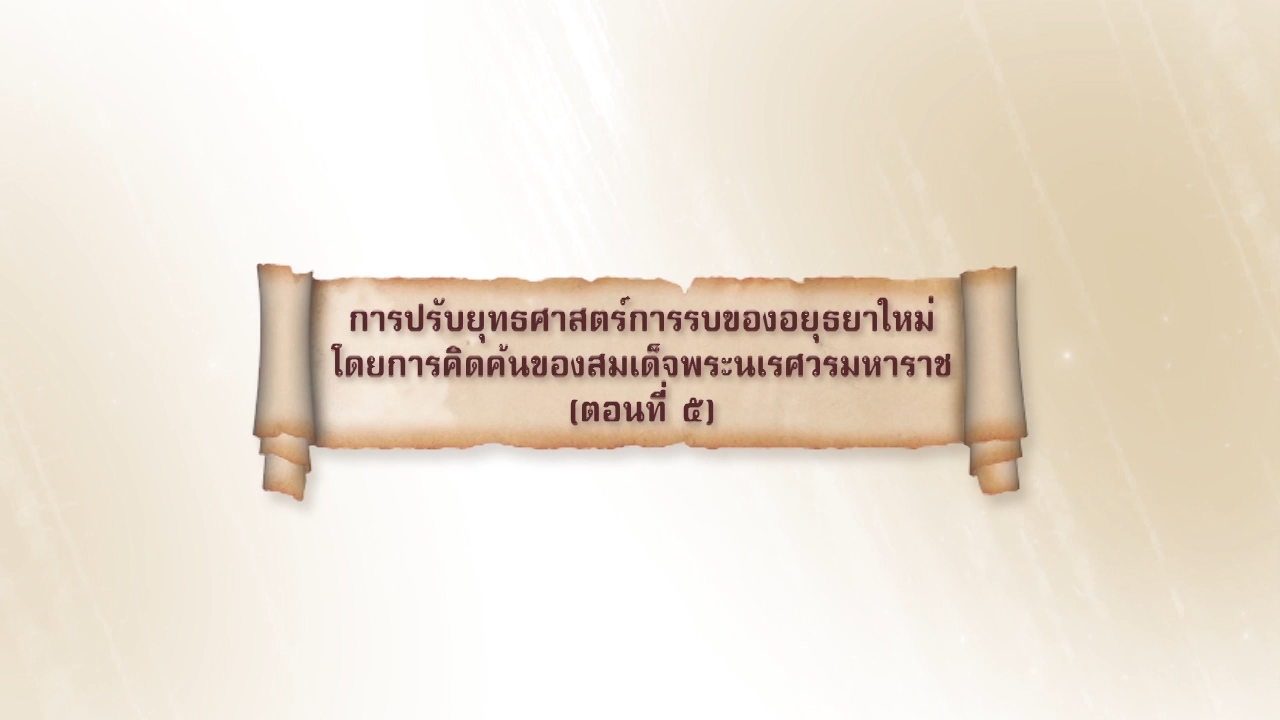 การปรับยุทธศาสตร์การรบของอยุธยาใหม่
โดยการคิดค้นของสมเด็จพระนเรศวรมหาราช
(ตอนที่ ๕)